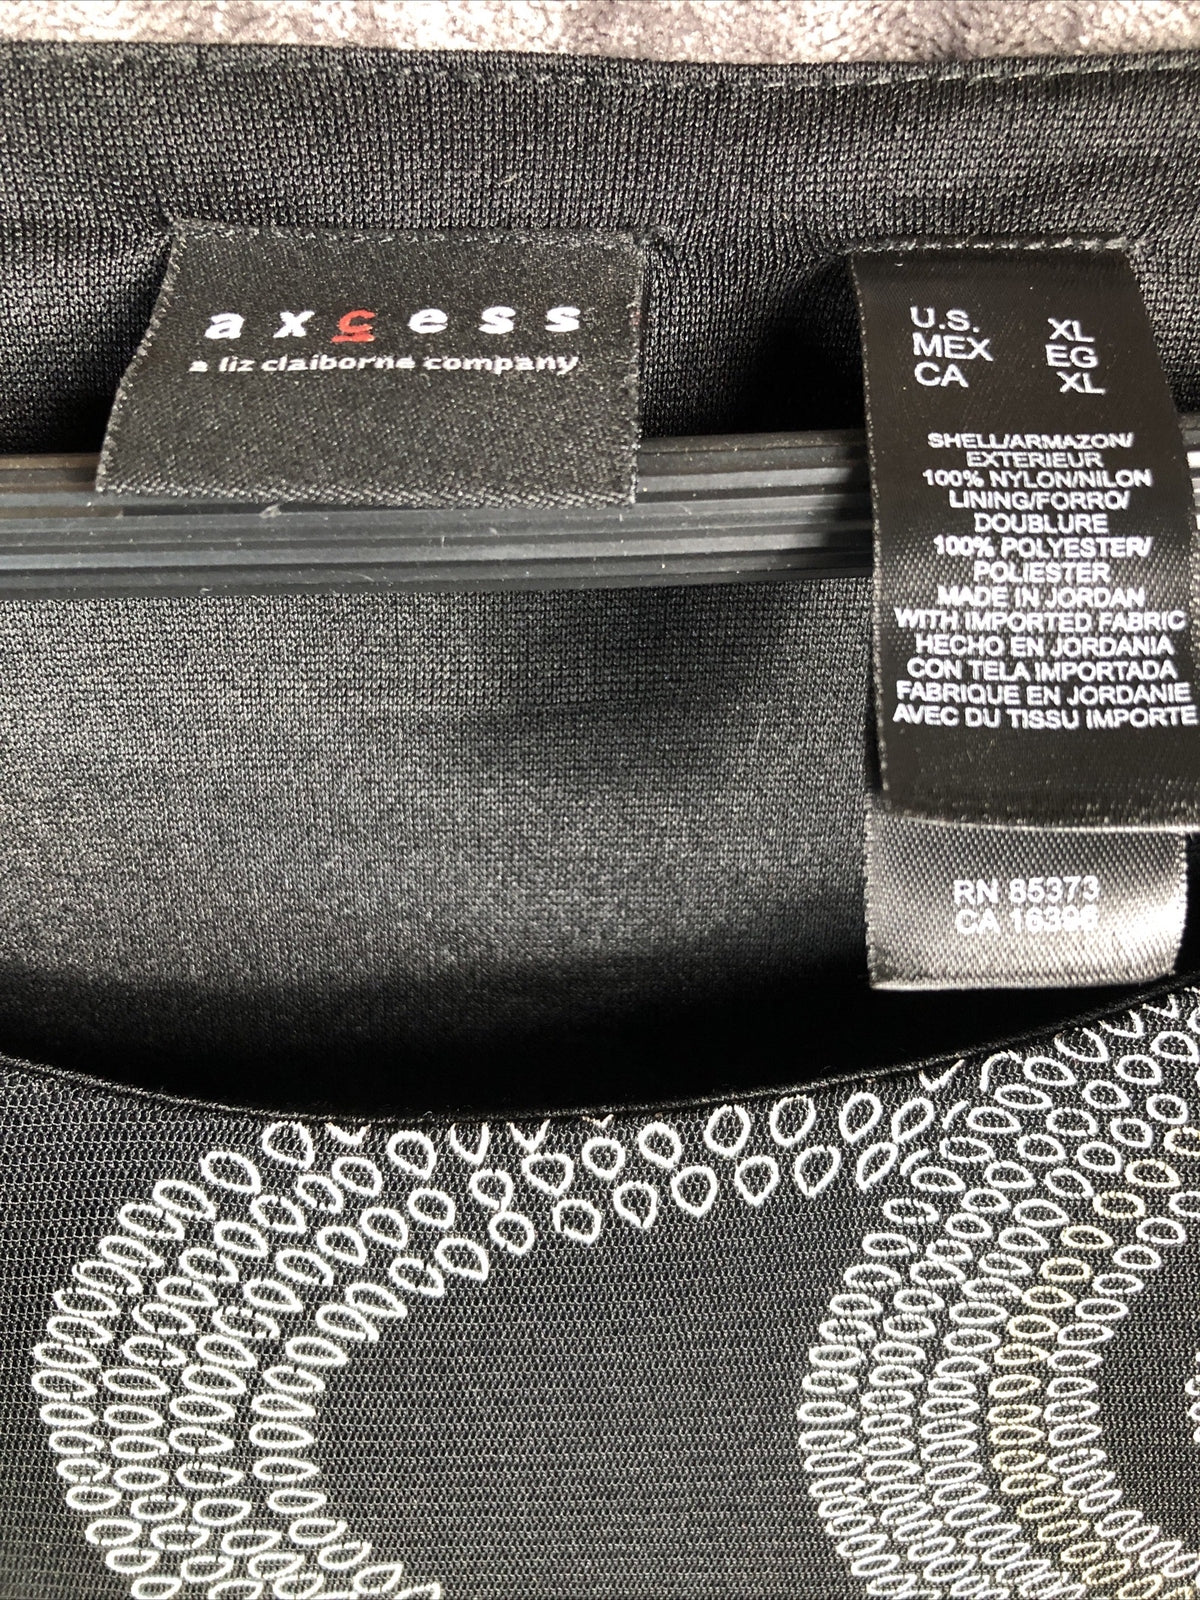 axcess
a liz claiborne company
U.S. XL
MEX EG
CA XL
SHELL/ARMAZON/
EXTERIEUR
100% NYLON/NILON
LINING/FORRO/
DOUBLURE
100% POLYESTER/
POLIESTER
MADE IN JORDAN
WITH IMPORTED FABRIC
HECHO EN JORDANIA
CON TELA IMPORTADA
FABRIQUE EN JORDANIE
AVEC DU TISSU IMPORTE
RN 85373
CA